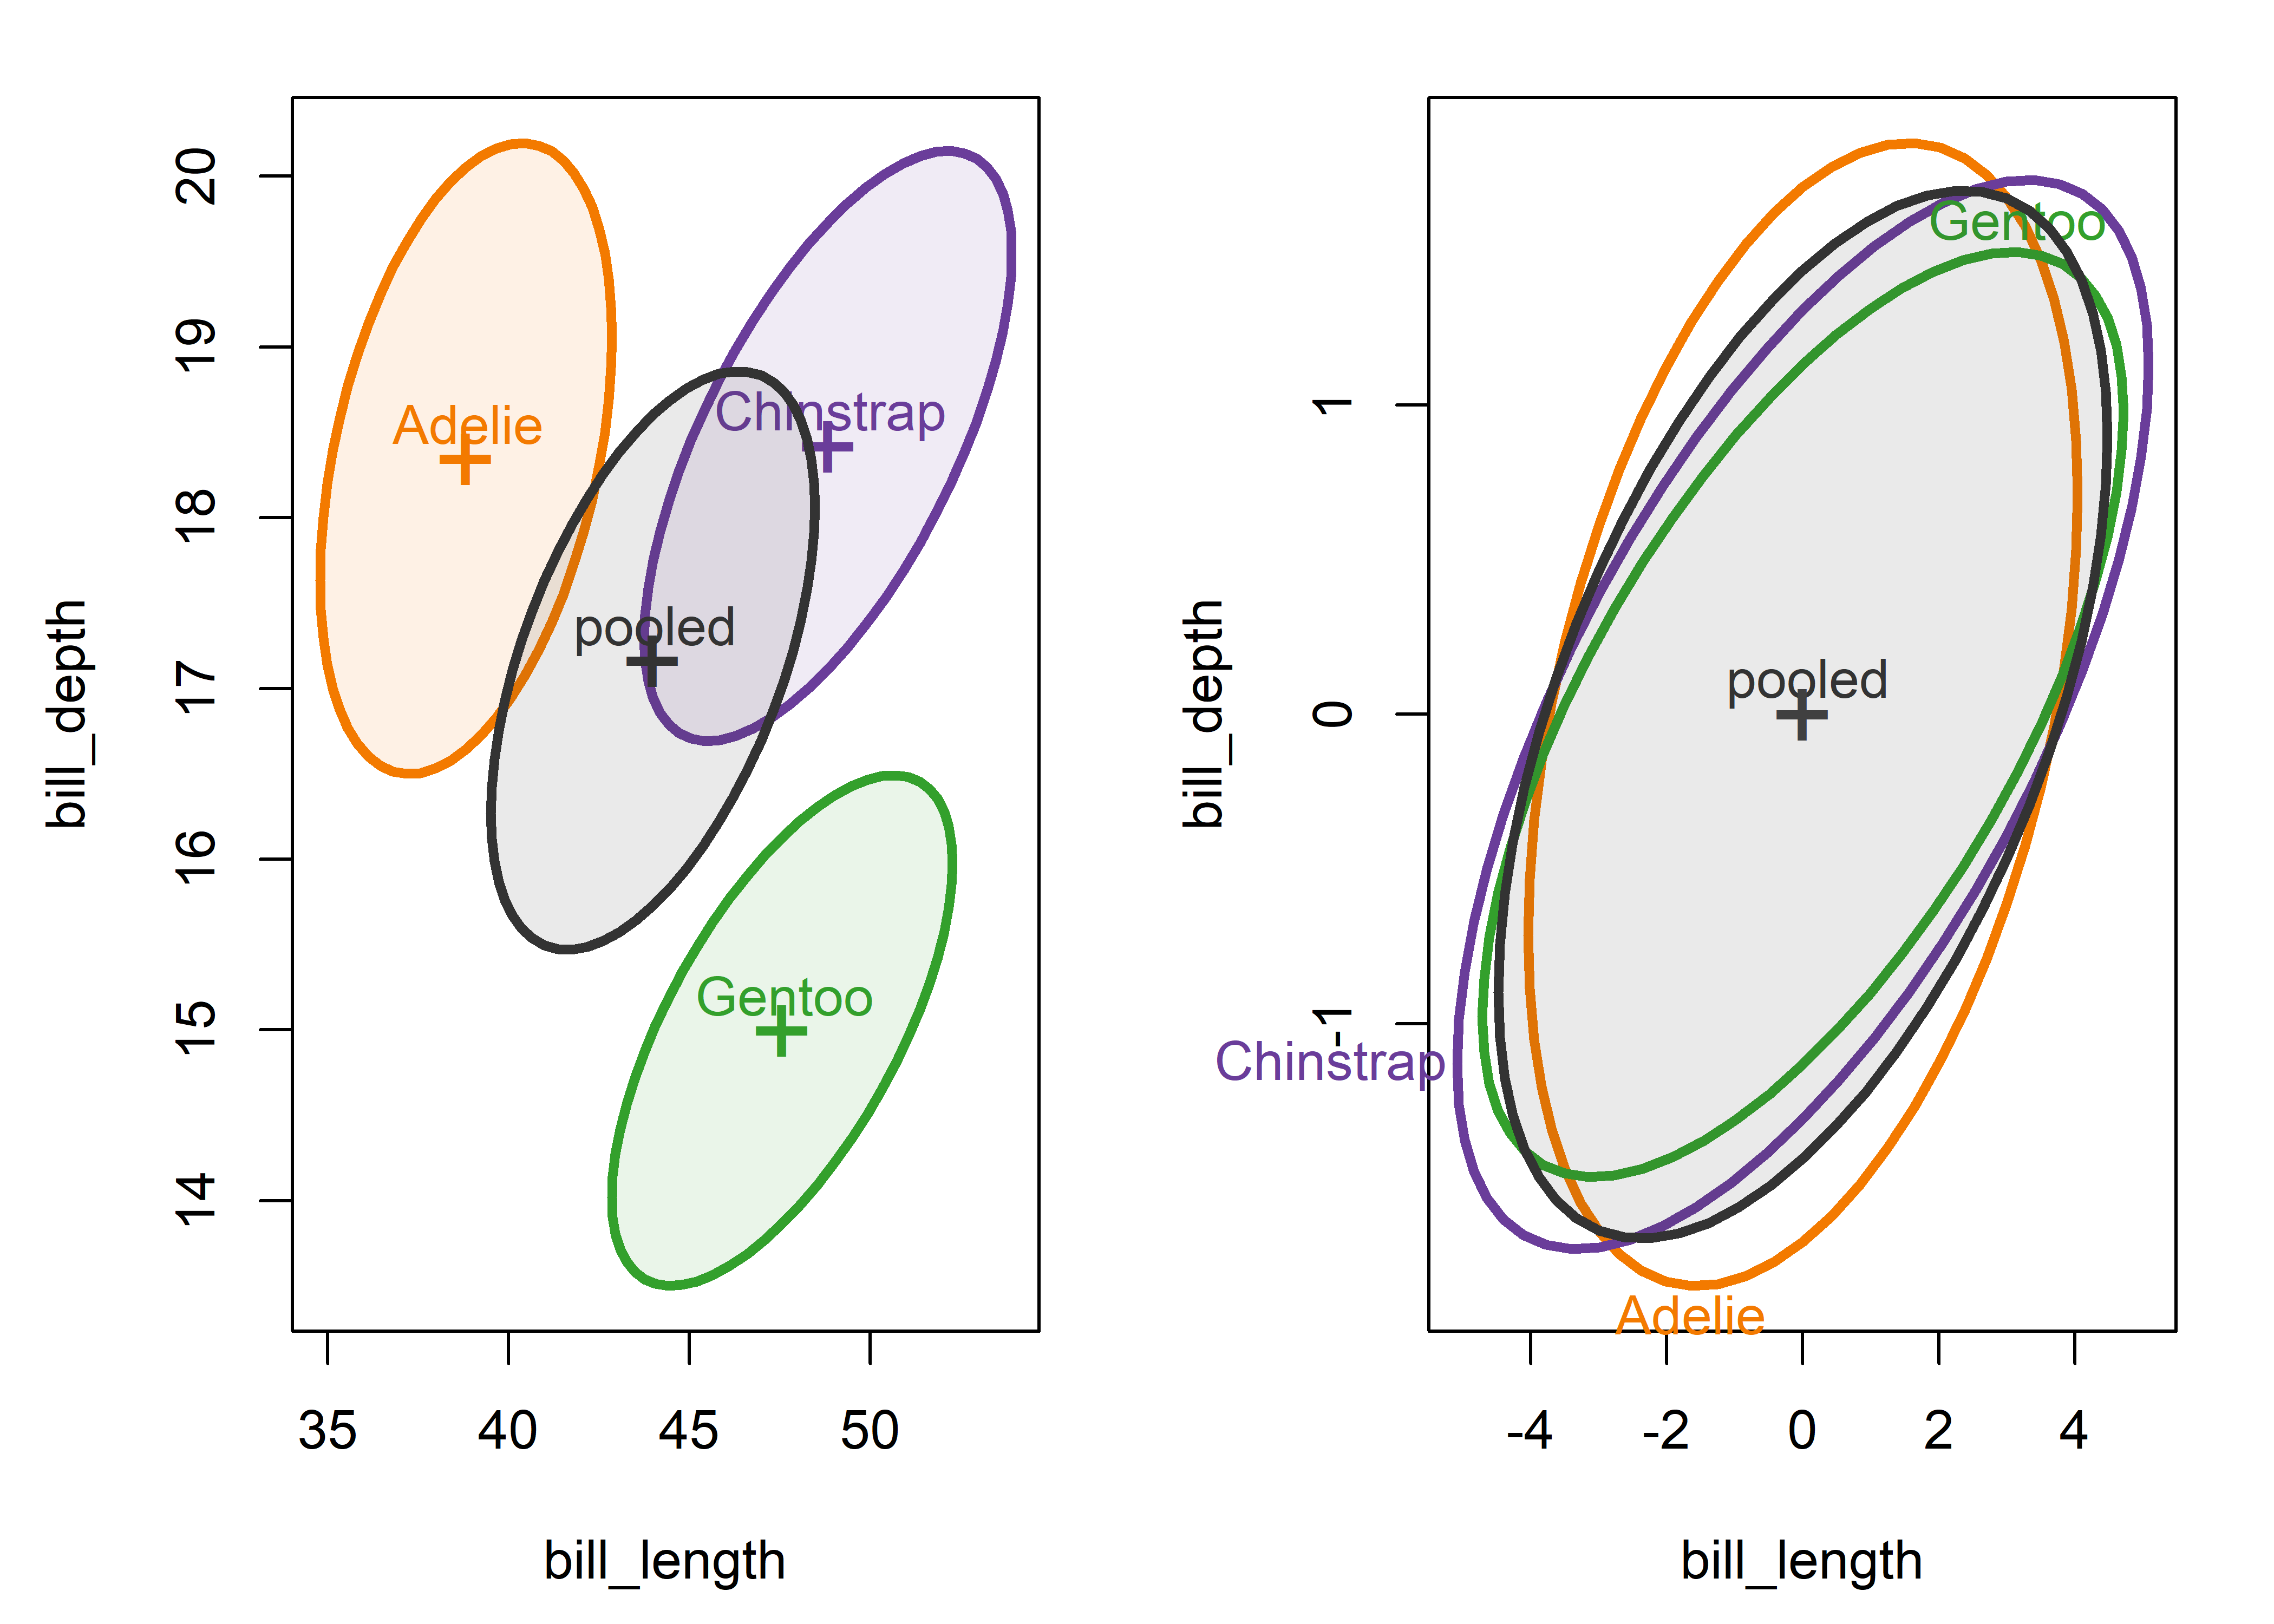 20
19
18
17
16
15
14
bill_depth
Adelie
Chinstrap
pooled
Gentoo
35 40 45 50
bill_length
1
0
-1
bill_depth
Gentoo
pooled
Chinstrap
Adelie
-4 -2 0 2 4
bill_length